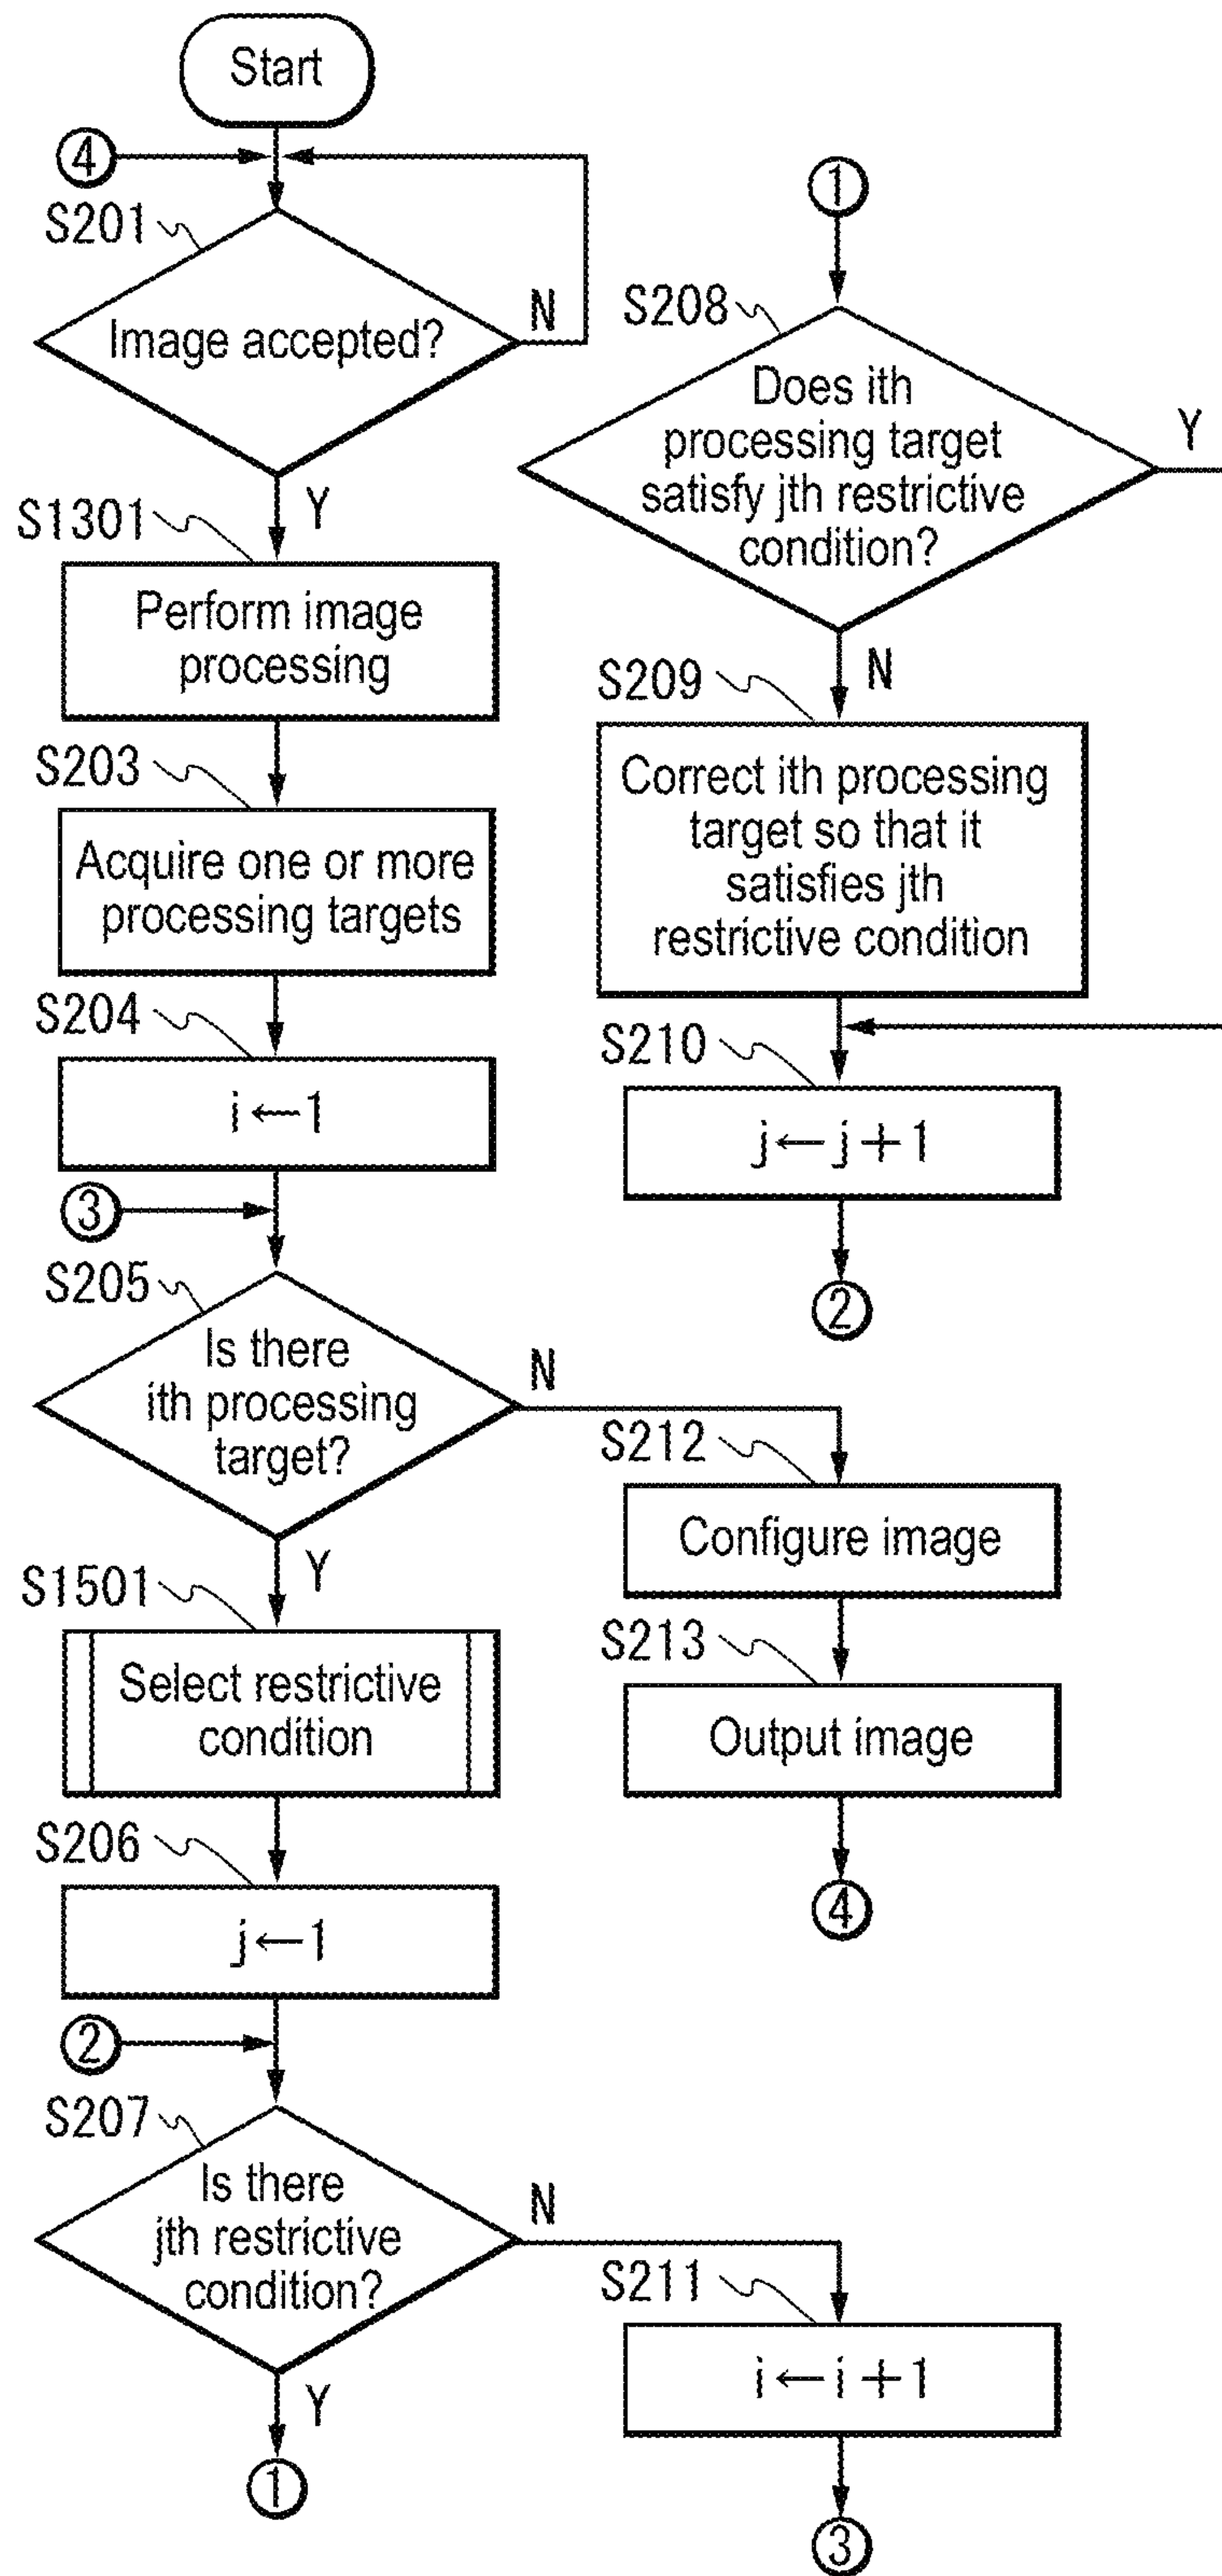 Start
④
S201
Image accepted?
N
Y
S1301
Perform image
processing
S203
Acquire one or more
processing targets
S204
i←1
③
S205
Is there
ith processing
target?
N
Y
S1501
Select restrictive
condition
S206
j←1
②
S207
Is there
jth restrictive
condition?
N
Y
①
①
S208
Does ith
processing target
satisfy jth restrictive
condition?
Y
N
S209
Correct ith processing
target so that it
satisfies jth
restrictive condition
S210
j←j+1
②
S212
Configure image
S213
Output image
④
S211
i←i+1
③